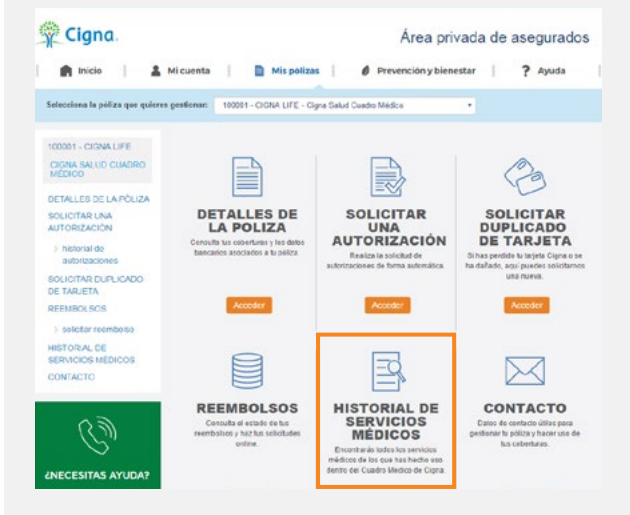 Cigna.
Área privada de asegurados
Inicio
Mi cuenta
Mis polizas
Prevención y bienestar
? Ayuda
Selecciona la póliza que quieres gestionar:
100001 - CIGNA LIFE - Cigna Salud Cuadro Médico
100001 - CIGNA LIFE
CIGNA SALUD CUADRO
MÉDICO
DETALLES DE LA PÓLIZA
SOLICITAR UNA
AUTORIZACIÓN
> historial de
autorizaciones
SOLICITAR DUPLICADO
DE TARJETA
REEMBOLSOS
> solicitar reembolso
HISTORIAL DE
SERVICIOS MÉDICOS
CONTACTO
¿NECESITAS AYUDA?
DETALLES DE
LA POLIZA
Consulta tus coberturas y los datos
bancarios asociados a tu póliza.
Acceder
SOLICITAR
UNA
AUTORIZACIÓN
Realiza la solicitud de
autorizaciones de forma automática.
Acceder
SOLICITAR
DUPLICADO
DE TARJETA
Si has perdido tu tarjeta Cigna o se
ha dañado, aquí puedes solicitarnos
una nueva.
Acceder
REEMBOLSOS
Consulta el estado de tus
reembolsos y haz tus solicitudes
online.
HISTORIAL DE
SERVICIOS
MÉDICOS
Encontrarás todos los servicios
médicos de los que has hecho uso
dentro del Cuadro Médico de Cigna.
CONTACTO
Datos de contacto útiles para
gestionar tu póliza y hacer uso de
tus coberturas.